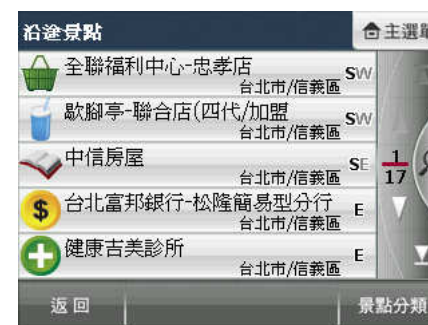 沿途景點
主選單
全聯福利中心-忠孝店
台北市/信義區
SW
歇腳亭-聯合店(四代/加盟
台北市/信義區
SW
中信房屋
台北市/信義區
SE
1
17
台北富邦銀行-松隆簡易型分行
台北市/信義區
E
健康吉美診所
台北市/信義區
E
返回
景點分類